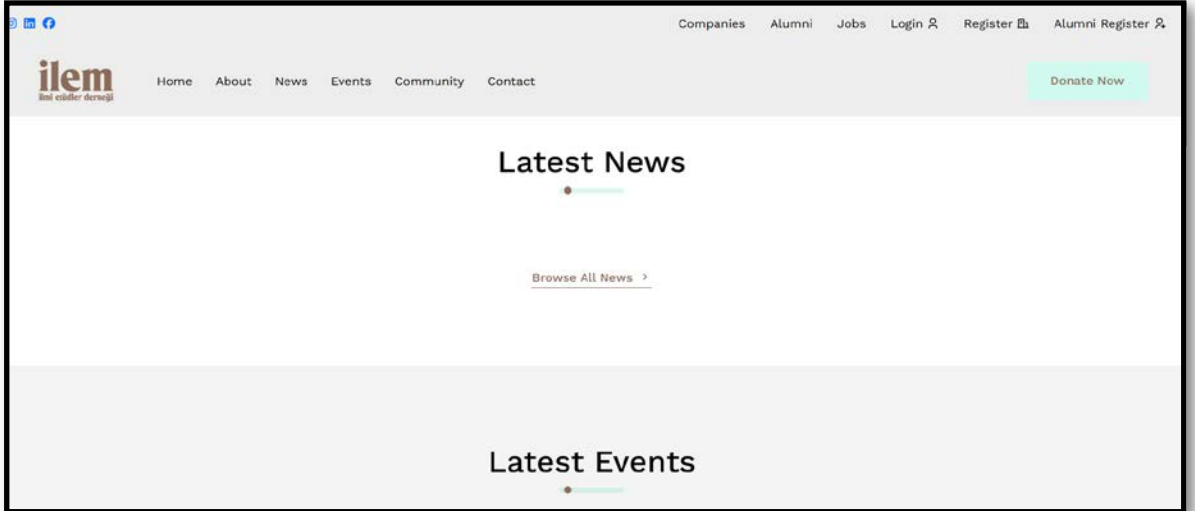 Companies Alumni Jobs Login Register Alumni Register
ilem
ilmi etüdler derneği
Home About News Events Community Contact
Donate Now
Latest News
Browse All News >
Latest Events